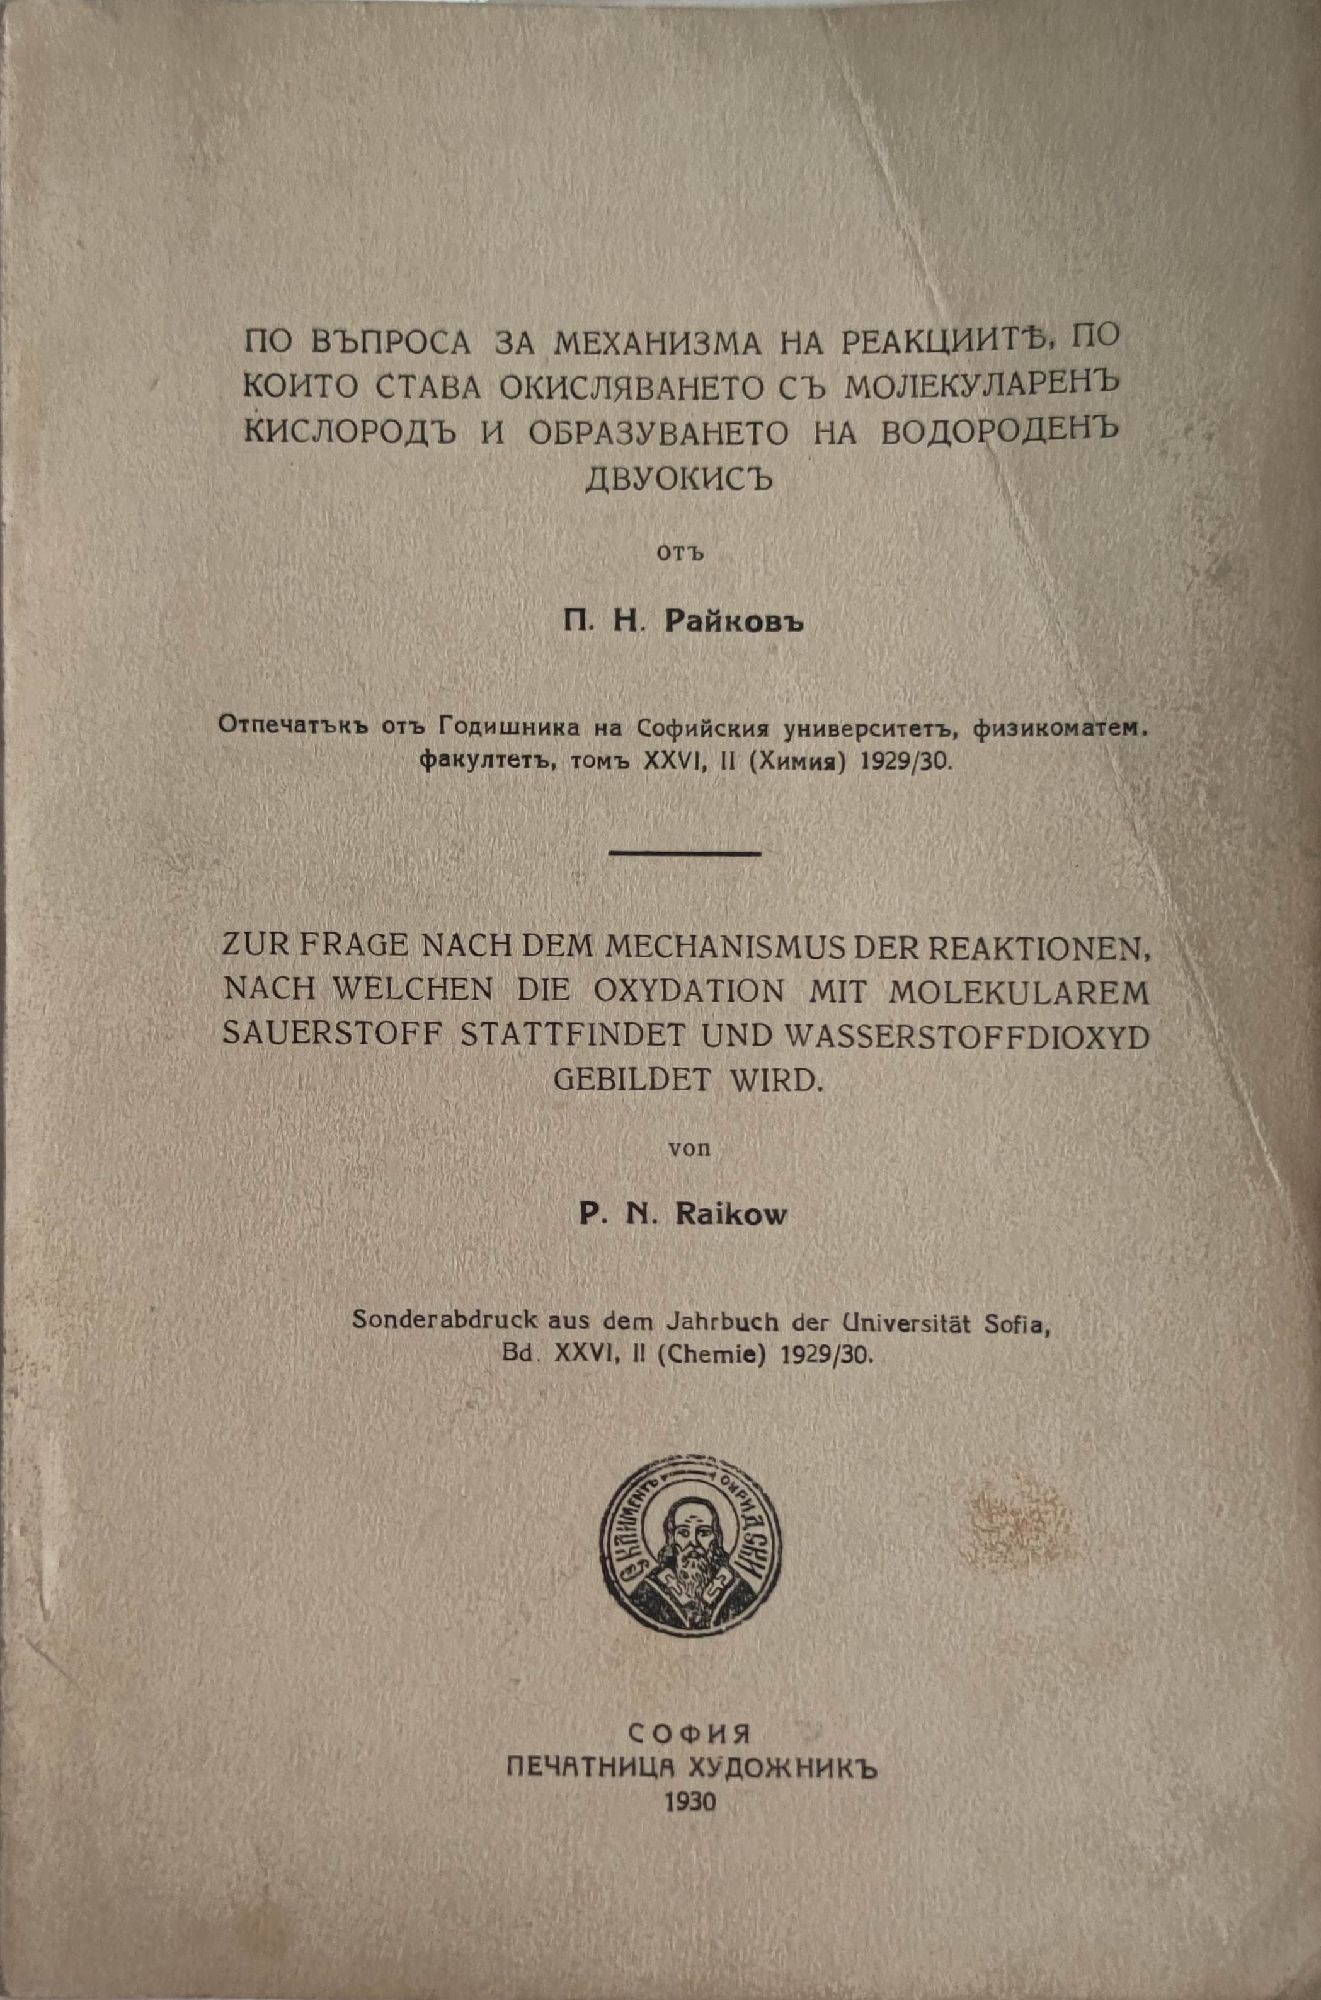 ПО ВЪПРОСА ЗА МЕХАНИЗМА НА РЕАКЦИИТѢ, ПО
КОИТО СТАВА ОКИСЛЯВАНЕТО СЪ МОЛЕКУЛАРЕНЪ
КИСЛОРОДЪ И ОБРАЗУВАНЕТО НА ВОДОРОДЕНЪ
ДВУОКИСЪ
отъ
П. Н. Райковъ
Отпечатъкъ отъ Годишника на Софийския университетъ, физикоматем.
факултетъ, томъ XXVI, II (Химия) 1929/30.
ZUR FRAGE NACH DEM MECHANISMUS DER REAKTIONEN,
NACH WELCHEN DIE OXYDATION MIT MOLEKULAREM
SAUERSTOFF STATTFINDET UND WASSERSTOFFDIOXYD
GEBILDET WIRD.
von
P. N. Raikow
Sonderabdruck aus dem Jahrbuch der Universität Sofia,
Bd. XXVI, II (Chemie) 1929/30.
КЛИМЕНТЪ ОХРИДSКИ
СОФИЯ
ПЕЧАТНИЦА ХУДОЖНИКЪ
1930